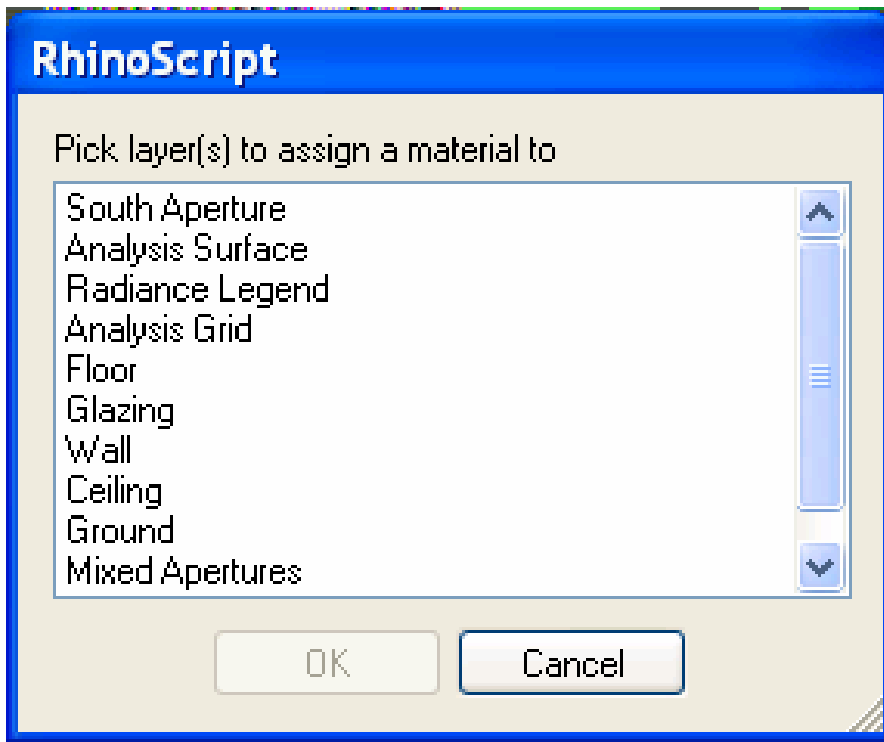 RhinoScript
Pick layer(s) to assign a material to
South Aperture
Analysis Surface
Radiance Legend
Analysis Grid
Floor
Glazing
Wall
Ceiling
Ground
Mixed Apertures
OK
Cancel